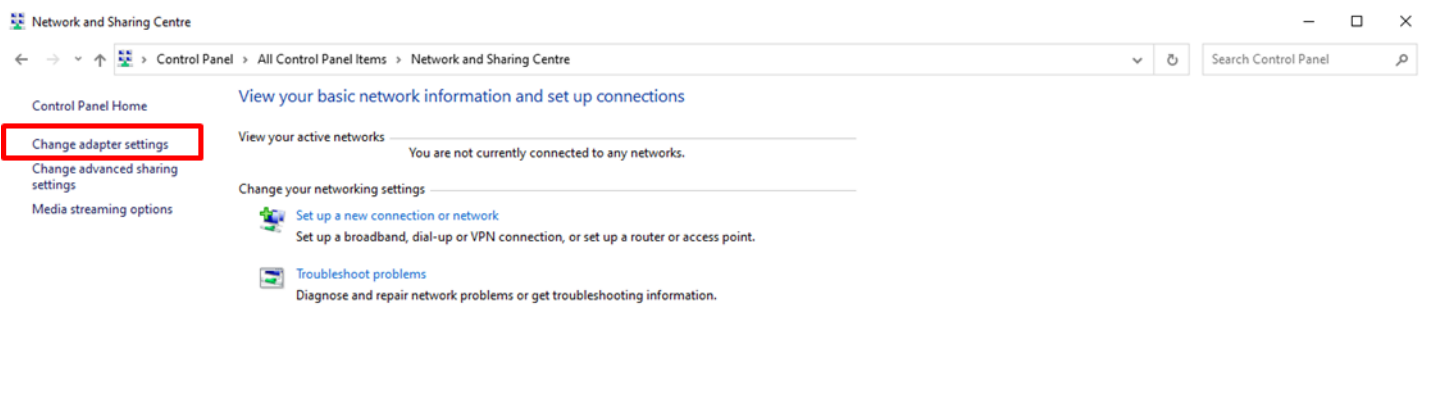 Network and Sharing Centre
Control Panel > All Control Panel Items > Network and Sharing Centre
Search Control Panel
Control Panel Home
Change adapter settings
Change advanced sharing
settings
Media streaming options
View your basic network information and set up connections
View your active networks
You are not currently connected to any networks.
Change your networking settings
Set up a new connection or network
Set up a broadband, dial-up or VPN connection, or set up a router or access point.
Troubleshoot problems
Diagnose and repair network problems or get troubleshooting information.